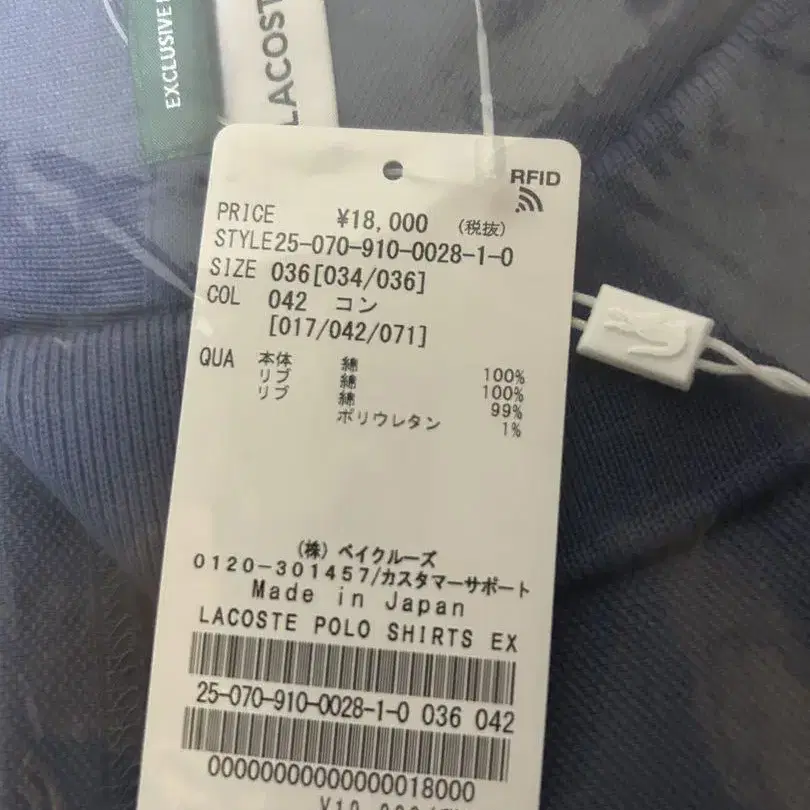 EXCLUSIVE
LACOST
RFID
PRICE ¥18,000 (税抜)
STYLE25-070-910-0028-1-0
SIZE 036[034/036]
COL 042 コン
[017/042/071]
QUA 本体 綿 100%
リブ 綿 100%
リブ 綿 99%
ポリウレタン 1%
(株) ベイクルーズ
0120-301457/カスタマーサポート
Made in Japan
LACOSTE POLO SHIRTS EX
25-070-910-0028-1-0 036 042